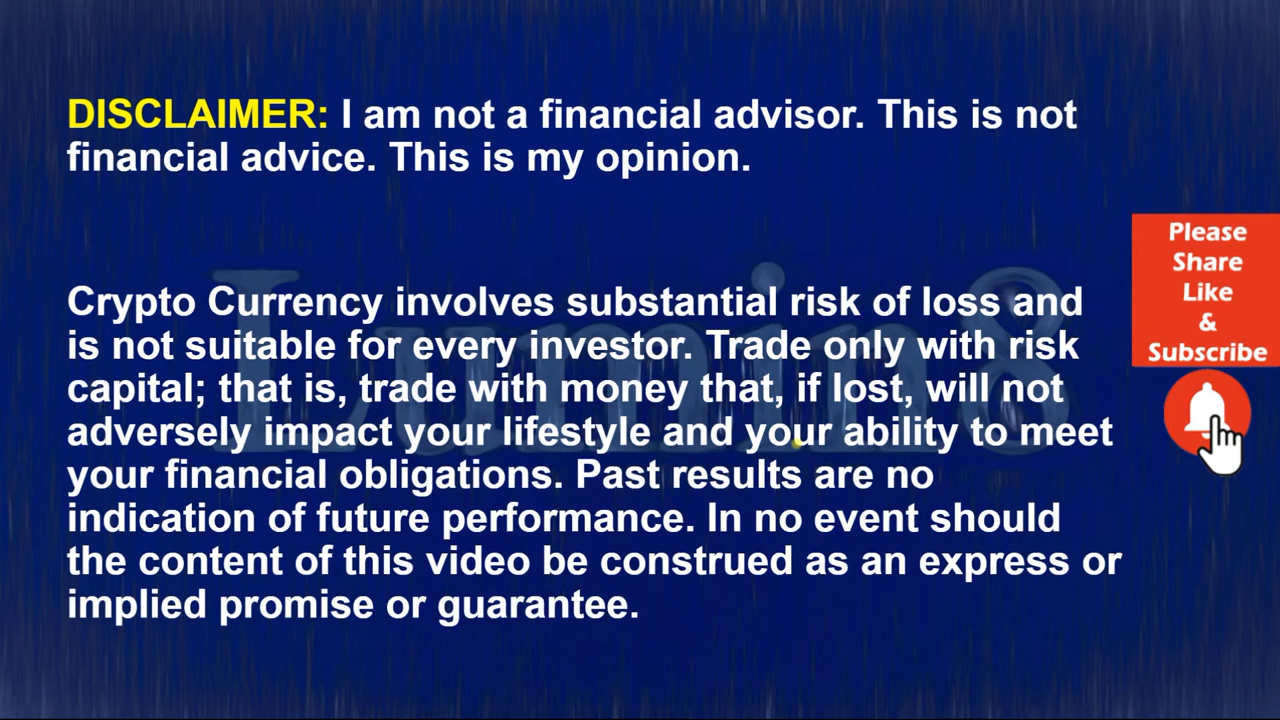 DISCLAIMER: I am not a financial advisor. This is not
financial advice. This is my opinion.
Crypto Currency involves substantial risk of loss and
is not suitable for every investor. Trade only with risk
capital; that is, trade with money that, if lost, will not
adversely impact your lifestyle and your ability to meet
your financial obligations. Past results are no
indication of future performance. In no event should
the content of this video be construed as an express or
implied promise or guarantee.
Lumin8
Please
Share
Like
&
Subscribe